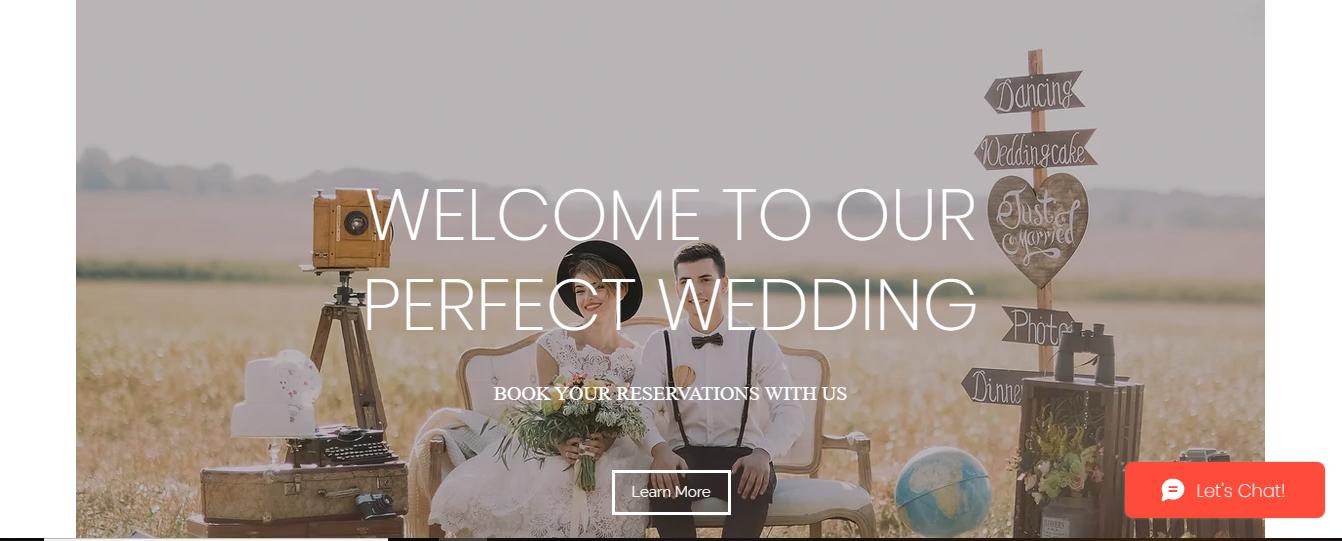 Dancing
Weddingcake
Just
Married
WELCOME TO OUR
PERFECT WEDDING
Photo
Dinner
BOOK YOUR RESERVATIONS WITH US
Learn More
Let's Chat!